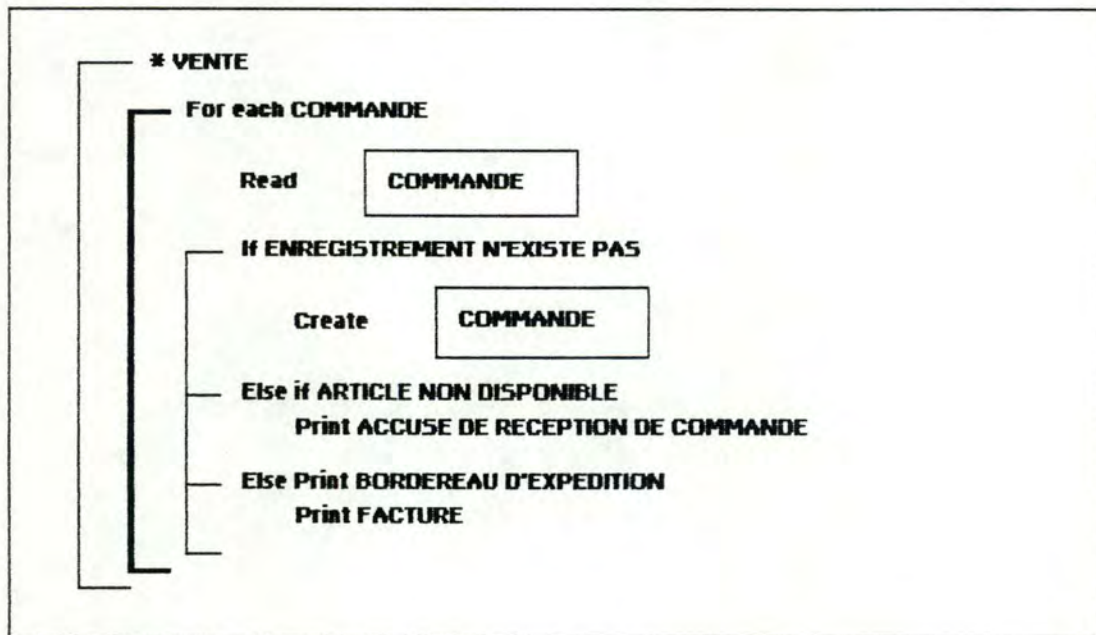 * VENTE
For each COMMANDE
Read COMMANDE
If ENREGISTREMENT N'EXISTE PAS
Create COMMANDE
Else if ARTICLE NON DISPONIBLE
Print ACCUSE DE RECEPTION DE COMMANDE
Else Print BORDEREAU D'EXPEDITION
Print FACTURE